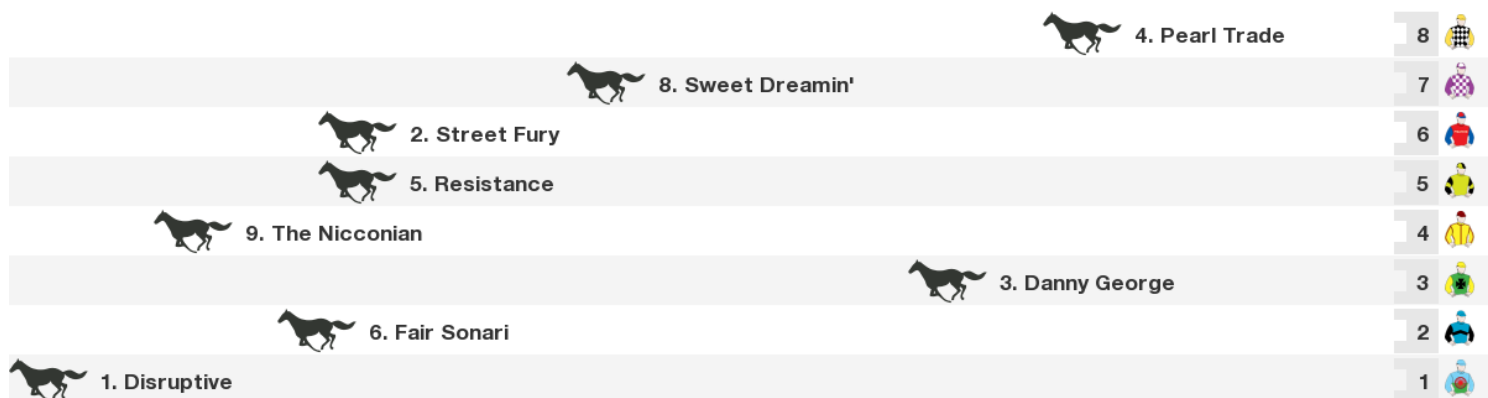 4. Pearl Trade 8
8. Sweet Dreamin' 7
2. Street Fury 6
5. Resistance 5
9. The Nicconian 4
3. Danny George 3
6. Fair Sonari 2
1. Disruptive 1